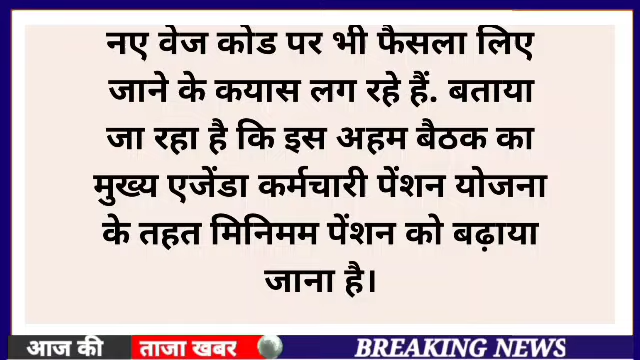 नए वेज कोड पर भी फैसला लिए
जाने के कयास लग रहे हैं. बताया
जा रहा है कि इस अहम बैठक का
मुख्य एजेंडा कर्मचारी पेंशन योजना
के तहत मिनिमम पेंशन को बढ़ाया
जाना है।
आज की ताजा खबर BREAKING NEWS